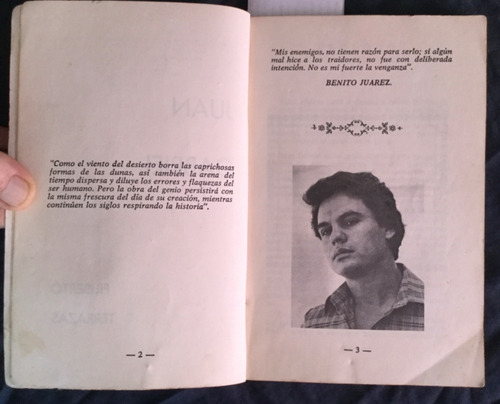 "Como el viento del desierto borra las caprichosas
formas de las dunas, así también la arena del
tiempo dispersa y diluye los errores y flaquezas del
ser humano. Pero la obra del genio persistirá con
la misma frescura del día de su creación, mientras
continúen los siglos respirando la historia".
— 2 —
"Mis enemigos, no tienen razón para serlo; si algún
mal hice a los traidores, no fue con deliberada
intención. No es mi fuerte la venganza".
BENITO JUAREZ.
— 3 —